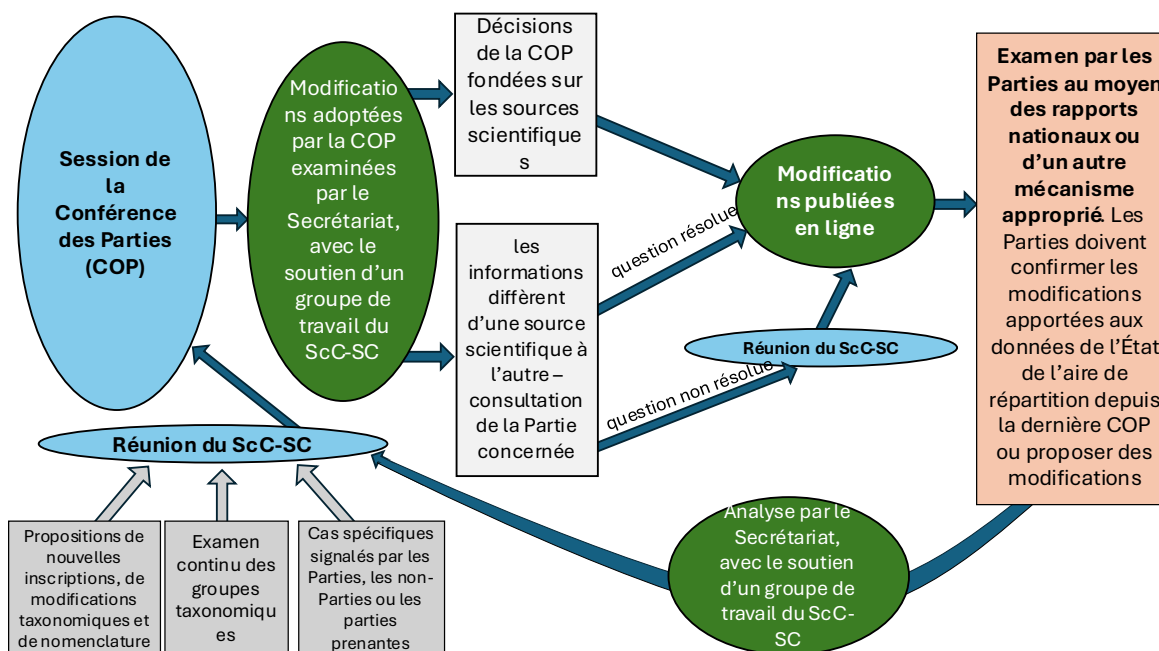 Session de
la
Conférence
des Parties
(COP)
Modificatio
ns adoptées
par la COP
examinées
par le
Secrétariat,
avec le
soutien d’un
groupe de
travail du
ScC-SC
Décisions
de la COP
fondées sur
les sources
scientifique
s
les
informations
diffèrent
d’une source
scientifique à
l’autre –
consultation
de la Partie
concernée
question résolue
question non résolue
Modificatio
ns publiées
en ligne
Réunion du ScC-SC
Examen par les
Parties au moyen
des rapports
nationaux ou
d’un autre
mécanisme
approprié. Les
Parties doivent
confirmer les
modifications
apportées aux
données de l’État
de l’aire de
répartition depuis
la dernière COP
ou proposer des
modifications
Analyse par le
Secrétariat,
avec le soutien
d’un groupe de
travail du ScC-
SC
Réunion du ScC-SC
Propositions de
nouvelles
inscriptions, de
modifications
taxonomiques et
de nomenclature
Examen
continu des
groupes
taxonomiqu
es
Cas spécifiques
signalés par les
Parties, les non-
Parties ou les
parties
prenantes